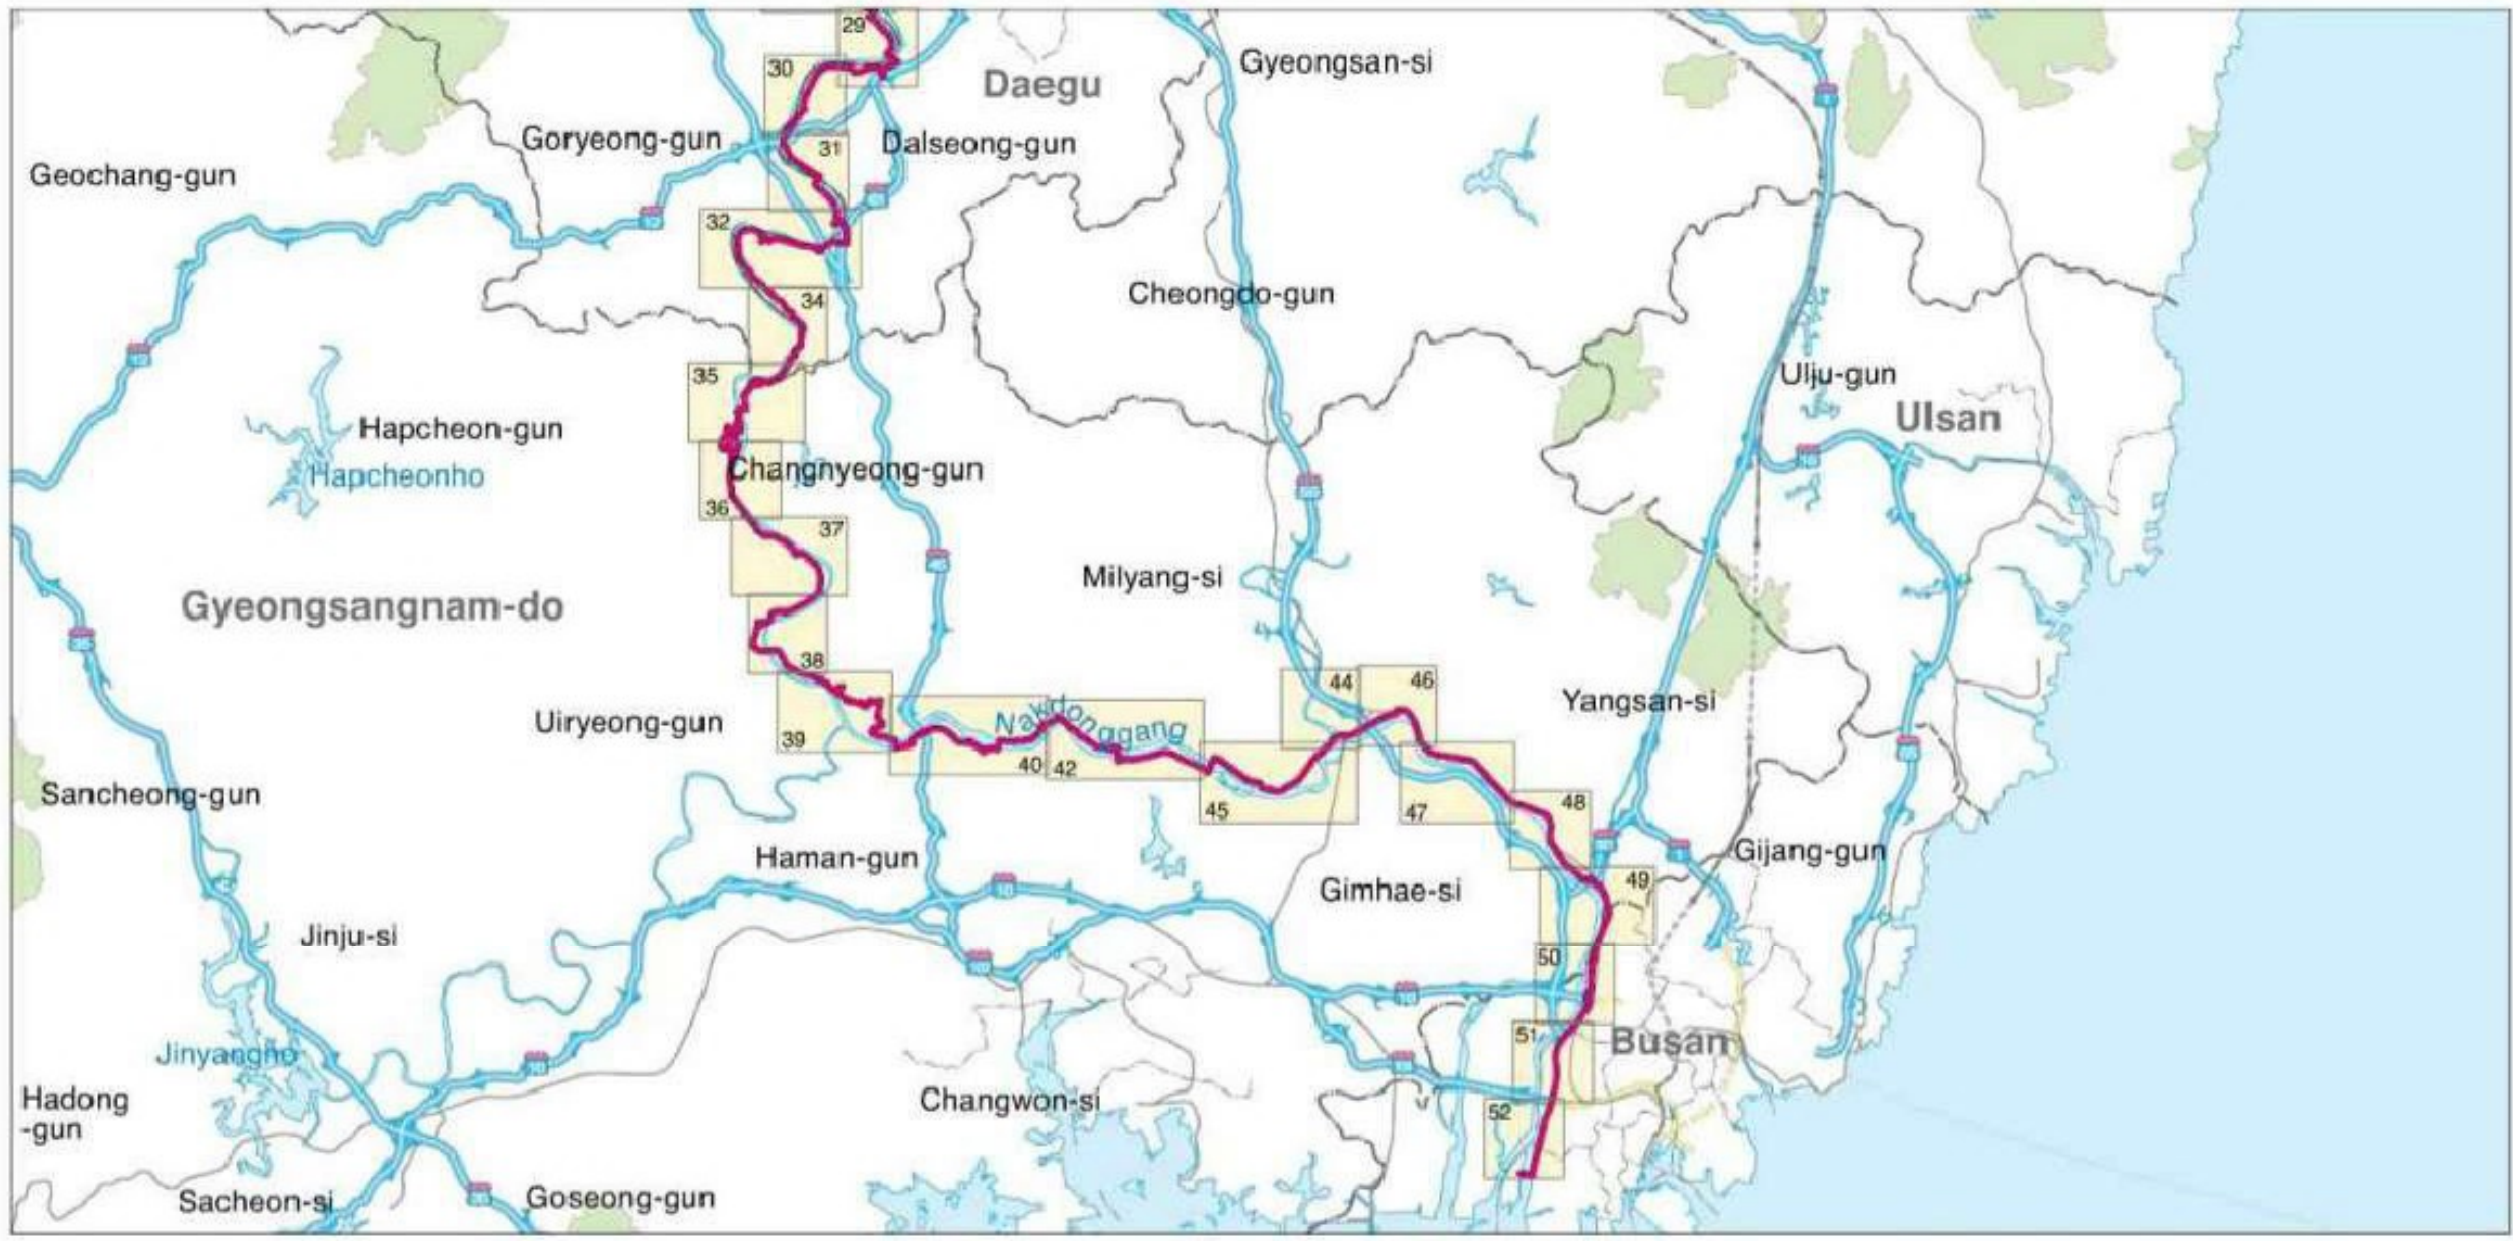 29
Gyeongsan-si
30
Daegu
Goryeong-gun
31
Dalseong-gun
Geochang-gun
32
Cheongdo-gun
34
35
Ulju-gun
Ulsan
Hapcheon-gun
Hapcheonho
Changnyeong-gun
36
37
Milyang-si
Gyeongsangnam-do
38
44
46
Yangsan-si
Uiryeong-gun
Nakdonggang
39
40
42
45
47
48
Sancheong-gun
Haman-gun
Gijang-gun
Gimhae-si
49
Jinju-si
50
51
Busan
Jinyangho
Hadong
-gun
Changwon-si
52
Sacheon-si
Goseong-gun